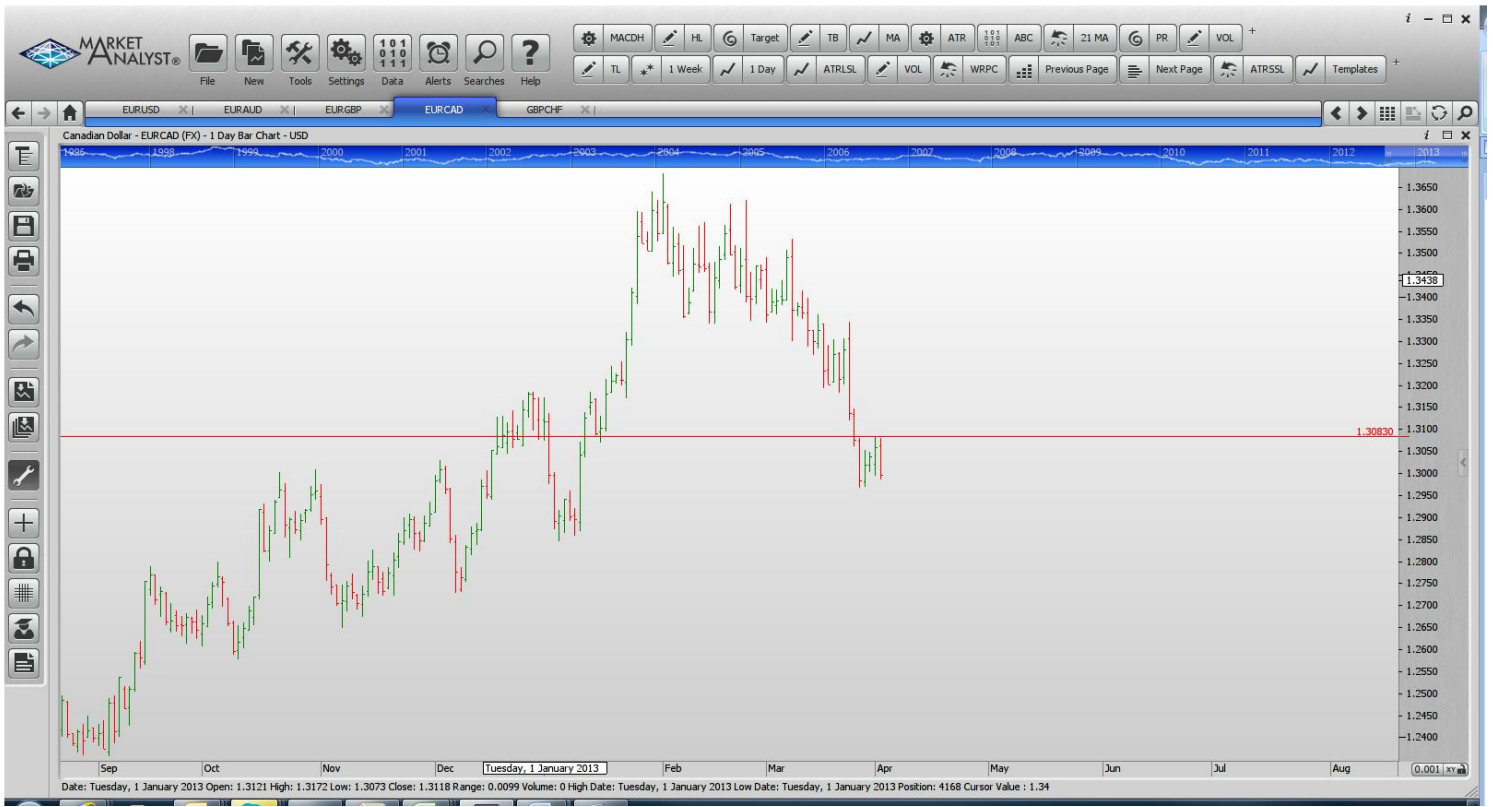 i
MARKET
ANALYST®
MACDH HL Target TB MA ATR ABC 21 MA PR VOL +
TL 1 Week 1 Day ATRLSL VOL WRPC Previous Page Next Page ATRSSL Templates +
File New Tools Settings Data Alerts Searches Help
EURUSD EURAUD EURGBP EURCAD GBPCHF
Canadian Dollar - EURCAD (FX) - 1 Day Bar Chart - USD i
1996 1998 1999 2000 2001 2002 2003 2004 2005 2006 2007 2008 2009 2010 2011 2012 2013
1.3650
1.3600
1.3550
1.3500
1.3438
1.3400
1.3350
1.3300
1.3250
1.3200
1.3150
1.30830 1.3100
1.3050
1.3000
1.2950
1.2900
1.2850
1.2800
1.2750
1.2700
1.2650
1.2600
1.2550
1.2500
1.2450
1.2400
Sep Oct Nov Dec Tuesday, 1 January 2013 Feb Mar Apr May Jun Jul Aug 0.001 XY
Date: Tuesday, 1 January 2013 Open: 1.3121 High: 1.3172 Low: 1.3073 Close: 1.3118 Range: 0.0099 Volume: 0 High Date: Tuesday, 1 January 2013 Low Date: Tuesday, 1 January 2013 Position: 4168 Cursor Value : 1.34